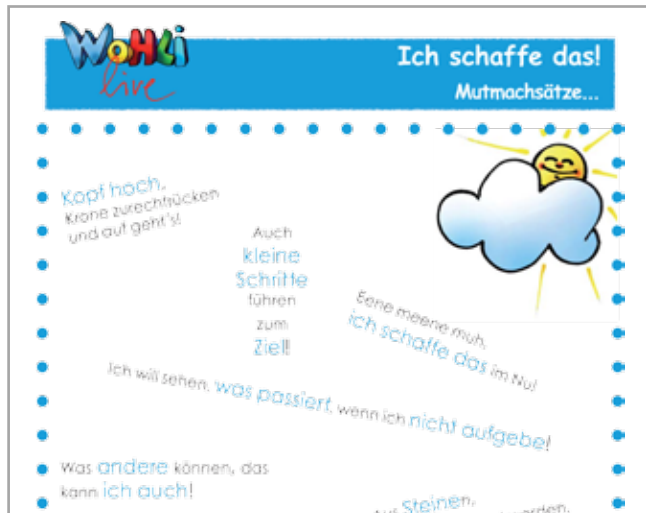 WOHLi
live
Ich schaffe das!
Mutmachsätze...
Kopf hoch,
Krone zurechtrücken
und auf geht's!
Auch
kleine
Schritte
führen
zum
Ziel!
Eene meene muh,
ich schaffe das im Nu!
Ich will sehen, was passiert, wenn ich nicht aufgebe!
Was andere können, das
kann ich auch!
Steinen,